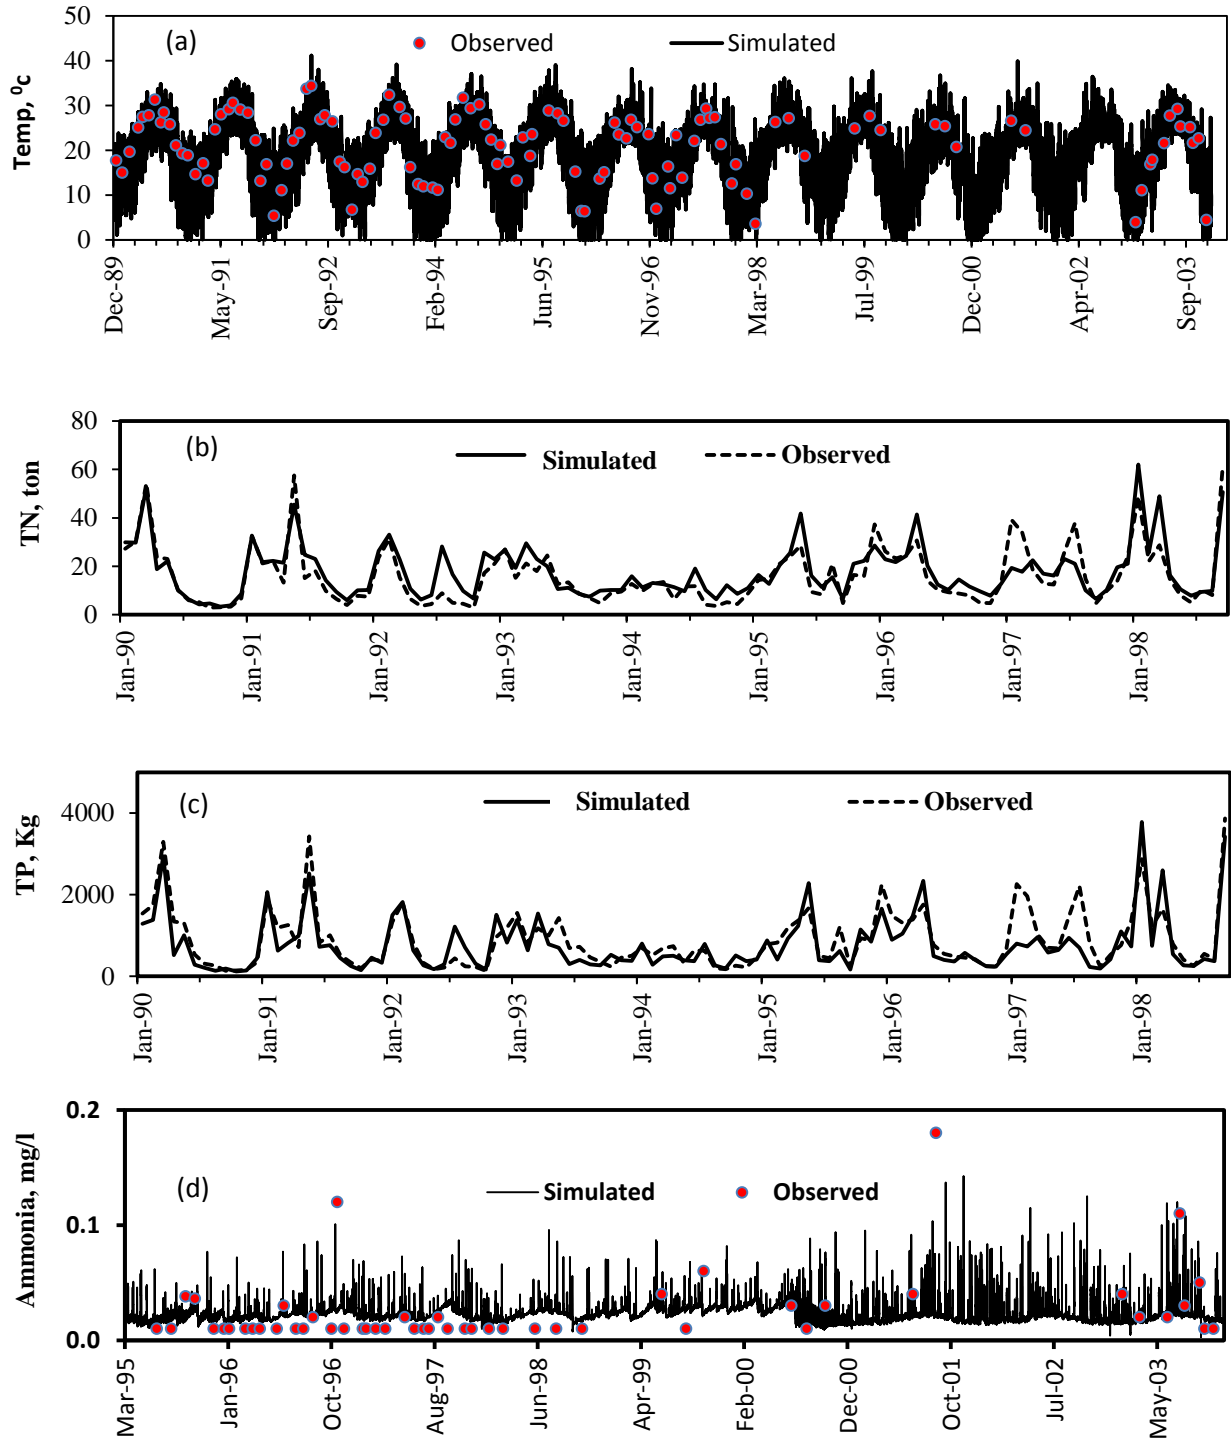 50
(a)
Observed
Simulated
40
30
20
10
0
Temp, ⁰c
Dec-89
May-91
Sep-92
Feb-94
Jun-95
Nov-96
Mar-98
Jul-99
Dec-00
Apr-02
Sep-03
80
(b)
Simulated
Observed
60
40
20
0
TN, ton
Jan-90
Jan-91
Jan-92
Jan-93
Jan-94
Jan-95
Jan-96
Jan-97
Jan-98
(c)
Simulated
Observed
4000
2000
0
TP, Kg
Jan-90
Jan-91
Jan-92
Jan-93
Jan-94
Jan-95
Jan-96
Jan-97
Jan-98
0.2
(d)
Simulated
Observed
0.1
0.0
Ammonia, mg/l
Mar-95
Jan-96
Oct-96
Aug-97
Jun-98
Apr-99
Feb-00
Dec-00
Oct-01
Jul-02
May-03